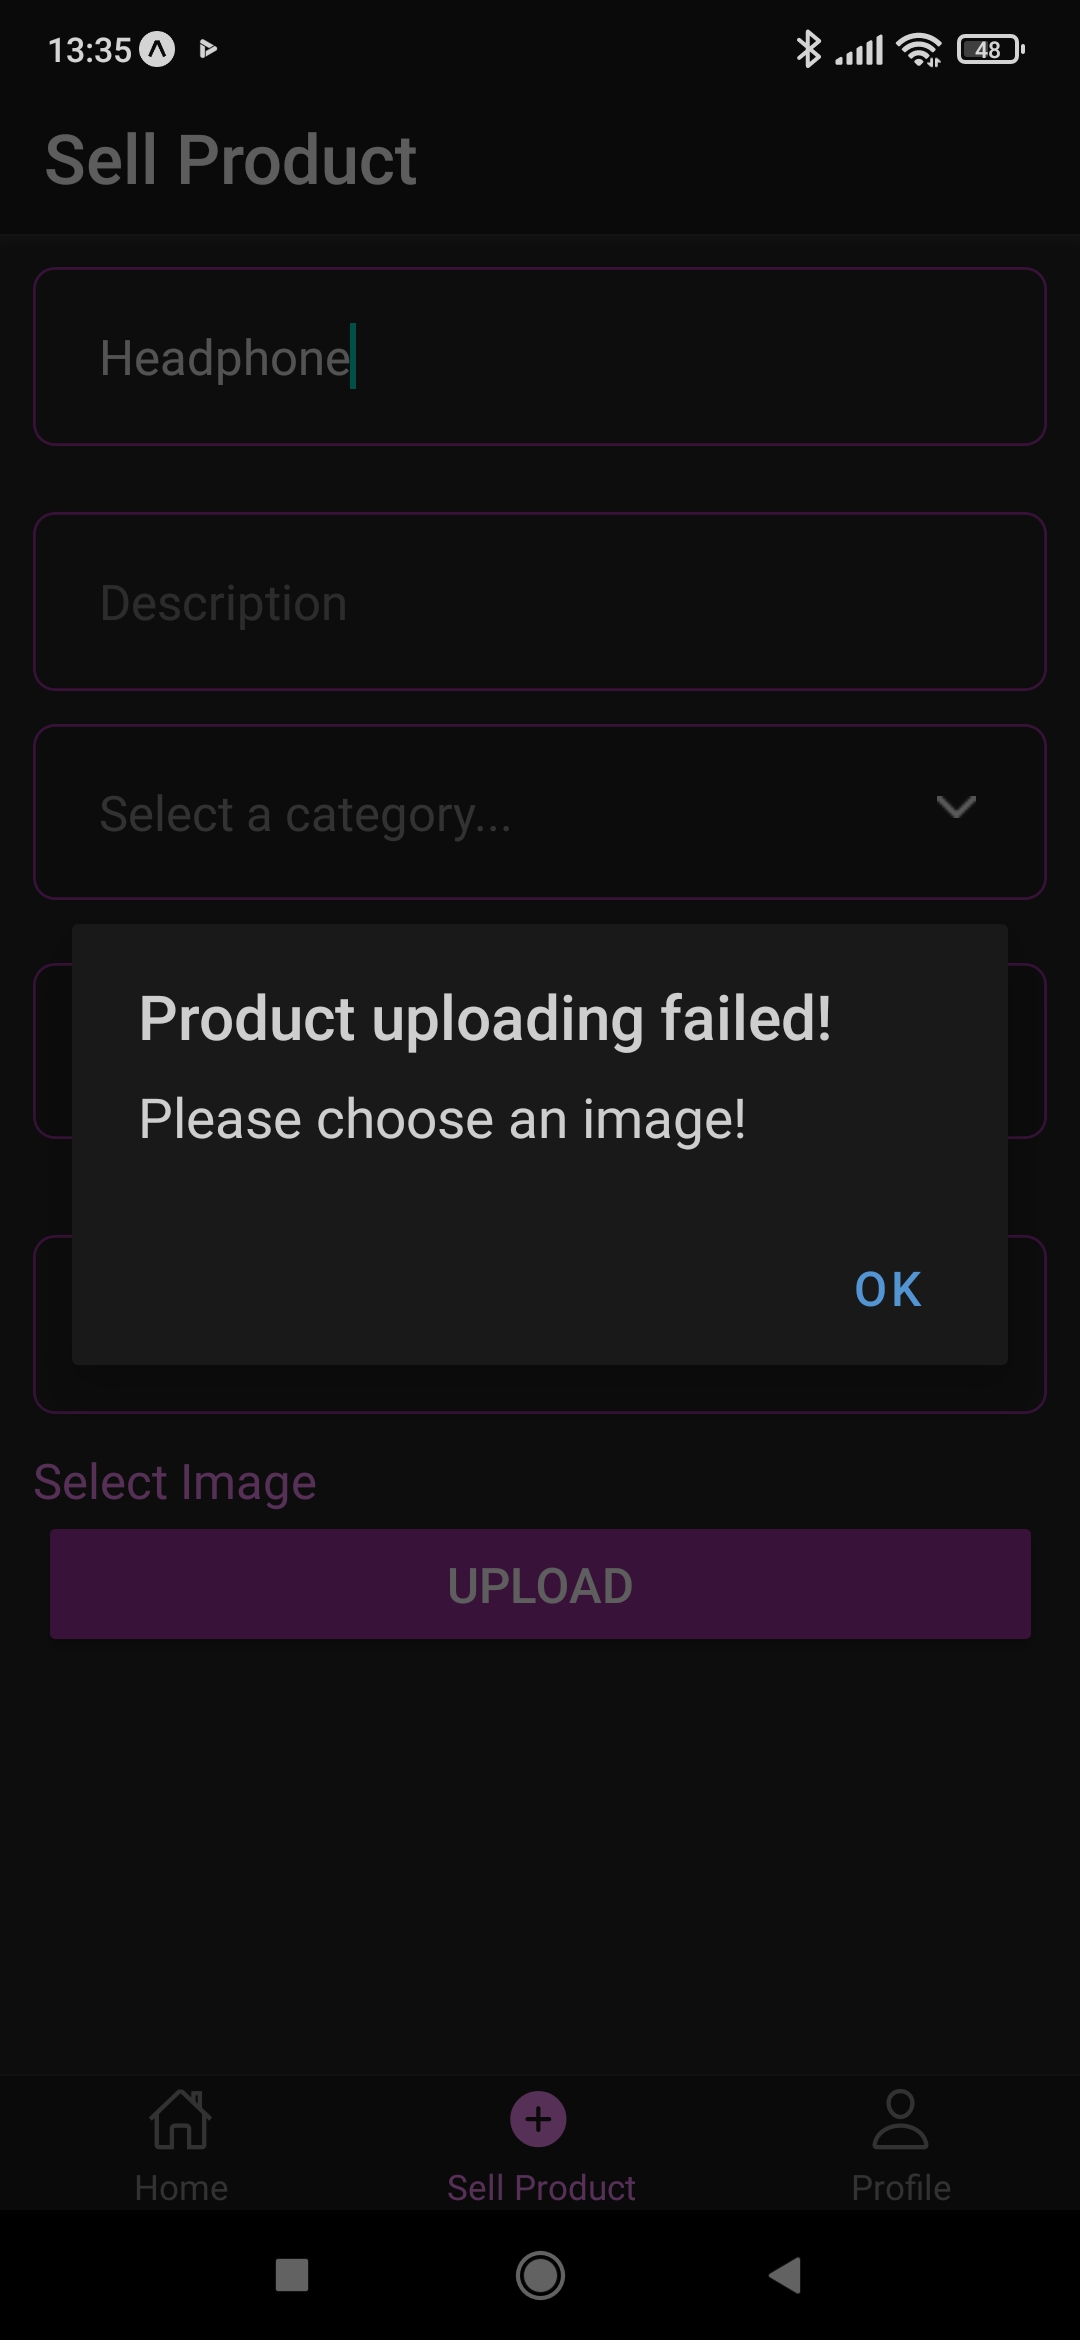 13:35
48
Sell Product
Headphone
Description
Select a category...
Product uploading failed!
Please choose an image!
OK
Select Image
UPLOAD
Home
Sell Product
Profile